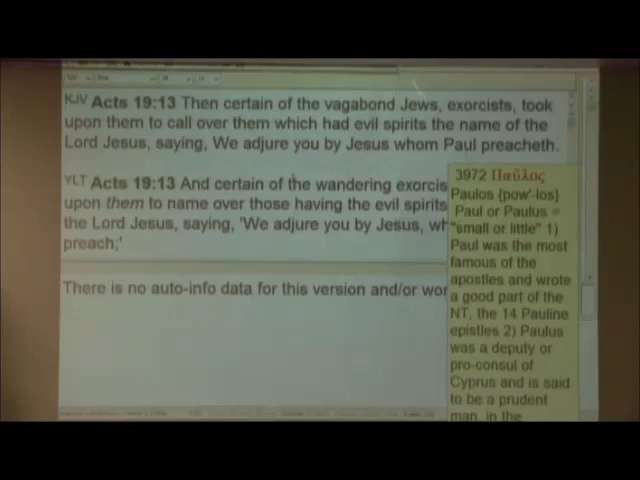 KJV Acts 19:13 Then certain of the vagabond Jews, exorcists, took
upon them to call over them which had evil spirits the name of the
Lord Jesus, saying, We adjure you by Jesus whom Paul preacheth.
YLT Acts 19:13 And certain of the wandering exorcis
upon them to name over those having the evil spirits
the Lord Jesus, saying, 'We adjure you by Jesus, wh
preach;'
There is no auto-info data for this version and/or wor
3972 Παῦλος
Paulos {pow'-los}
Paul or Paulus =
"small or little" 1)
Paul was the most
famous of the
apostles and wrote
a good part of the
NT, the 14 Pauline
epistles 2) Paulus
was a deputy or
pro-consul of
Cyprus and is said
to be a prudent
man, in the